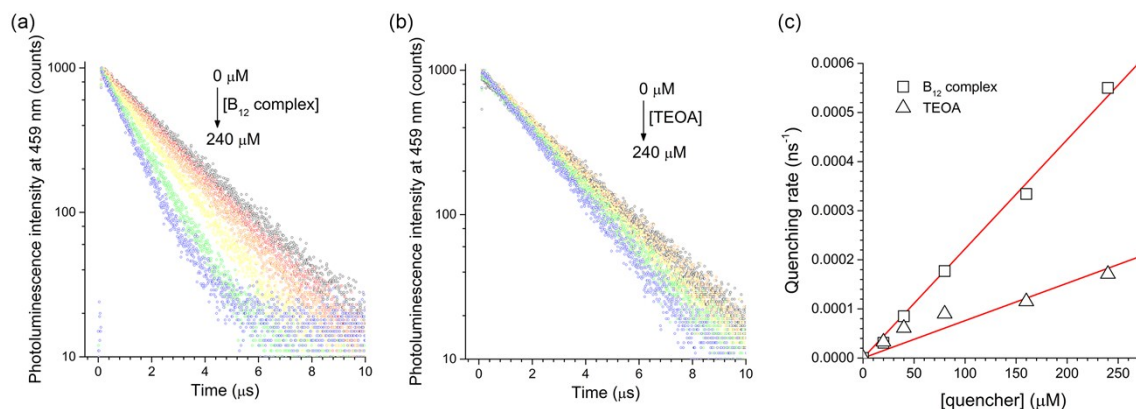 (a)
Photoluminescence intensity at 459 nm (counts)
1000
100
10
0 μM
[B₁₂ complex]
240 μM
0 2 4 6 8 10
Time (μs)
(b)
Photoluminescence intensity at 459 nm (counts)
1000
100
10
0 μM
[TEOA]
240 μM
0 2 4 6 8 10
Time (μs)
(c)
Quenching rate (ns⁻¹)
0.0006
0.0005
0.0004
0.0003
0.0002
0.0001
0.0000
B₁₂ complex
TEOA
0 50 100 150 200 250
[quencher] (μM)